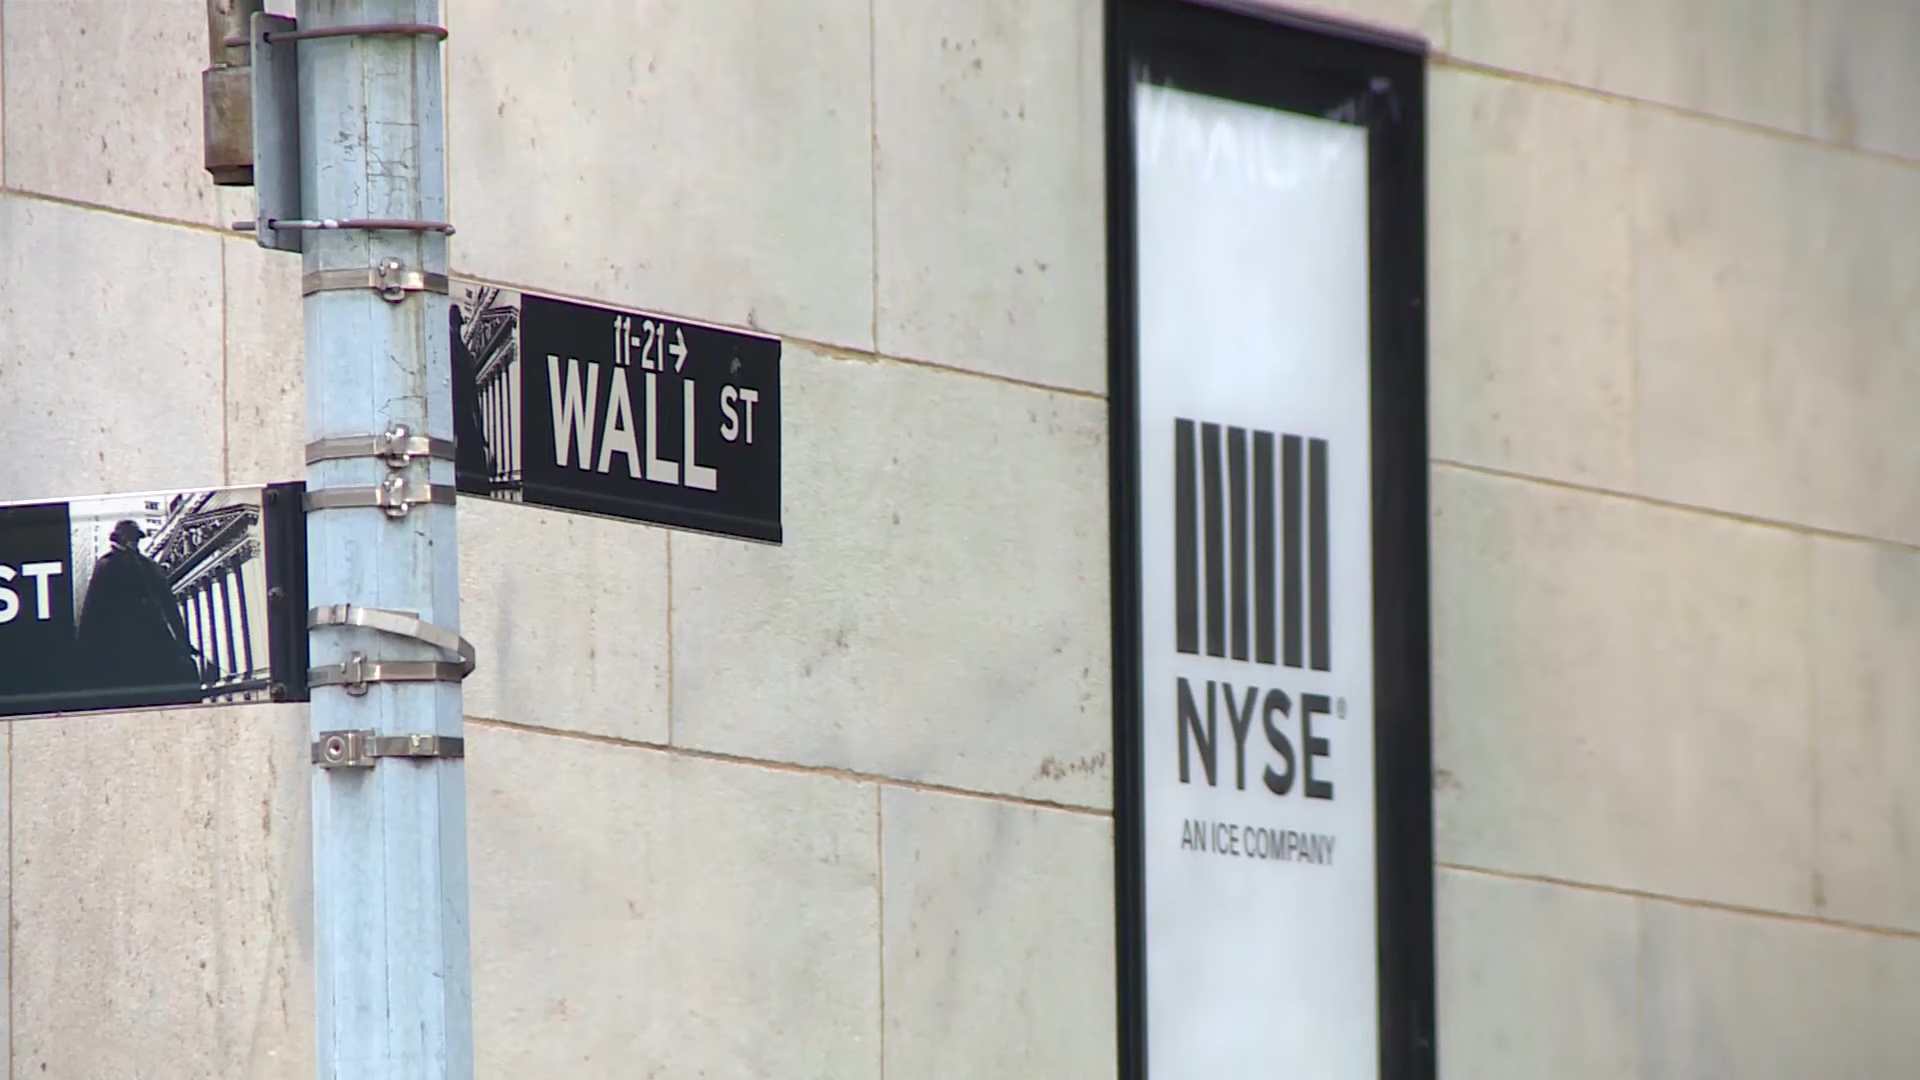 11-21→
WALL ST
ST
NYSE®
AN ICE COMPANY